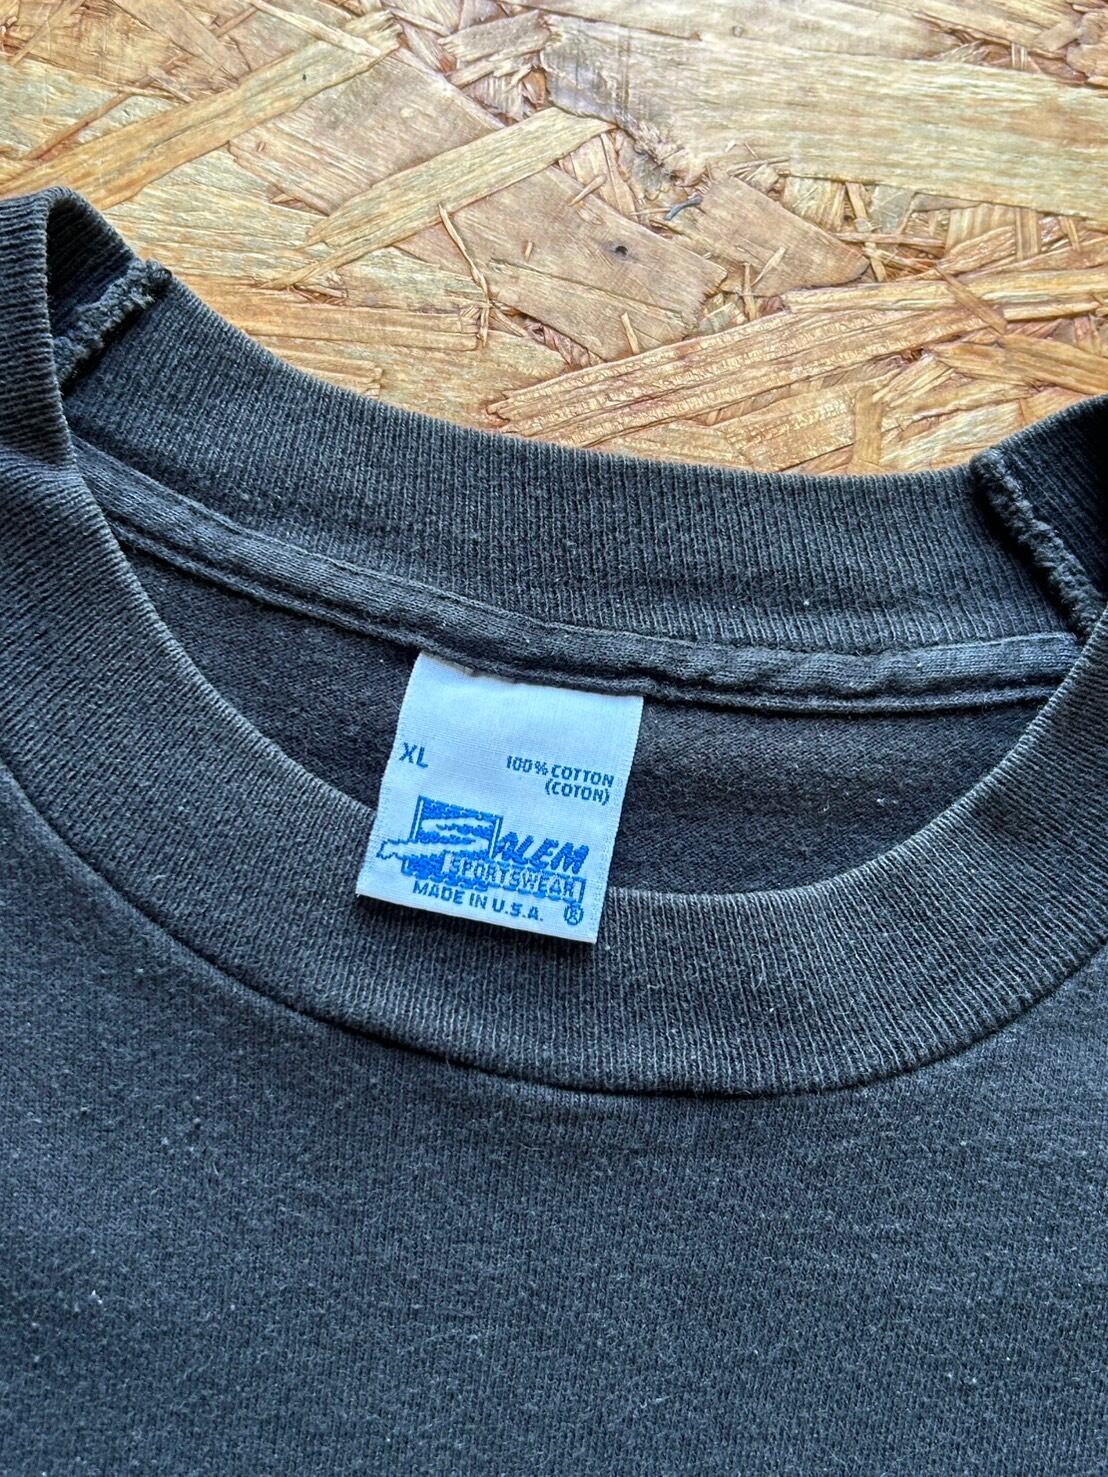 XL
100% COTTON
(COTON)
SALEM
SPORTSWEAR
MADE IN U.S.A. ®